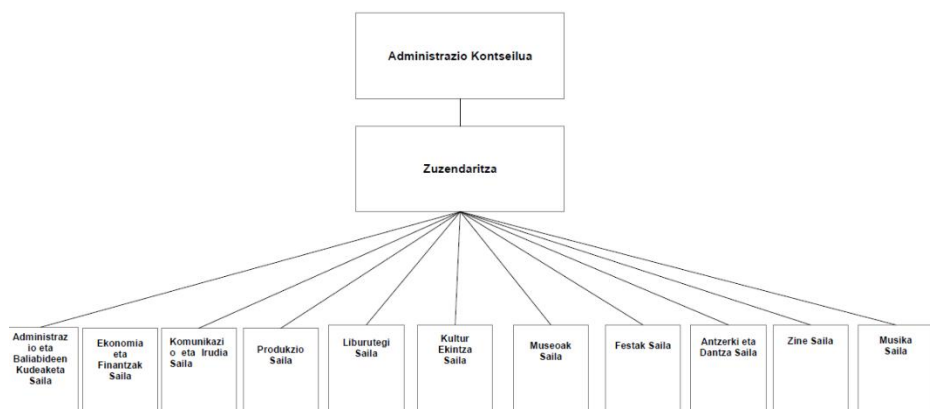 Administrazio Kontseilua
Zuzendaritza
Administraz
io eta
Baliabideen
Kudeaketa
Saila
Ekonomia
eta
Finantzak
Saila
Komunikazi
o eta Irudia
Saila
Produkzio
Saila
Liburutegi
Saila
Kultur
Ekintza
Saila
Museoak
Saila
Festak Saila
Antzerki eta
Dantza Saila
Zine Saila
Musika
Saila